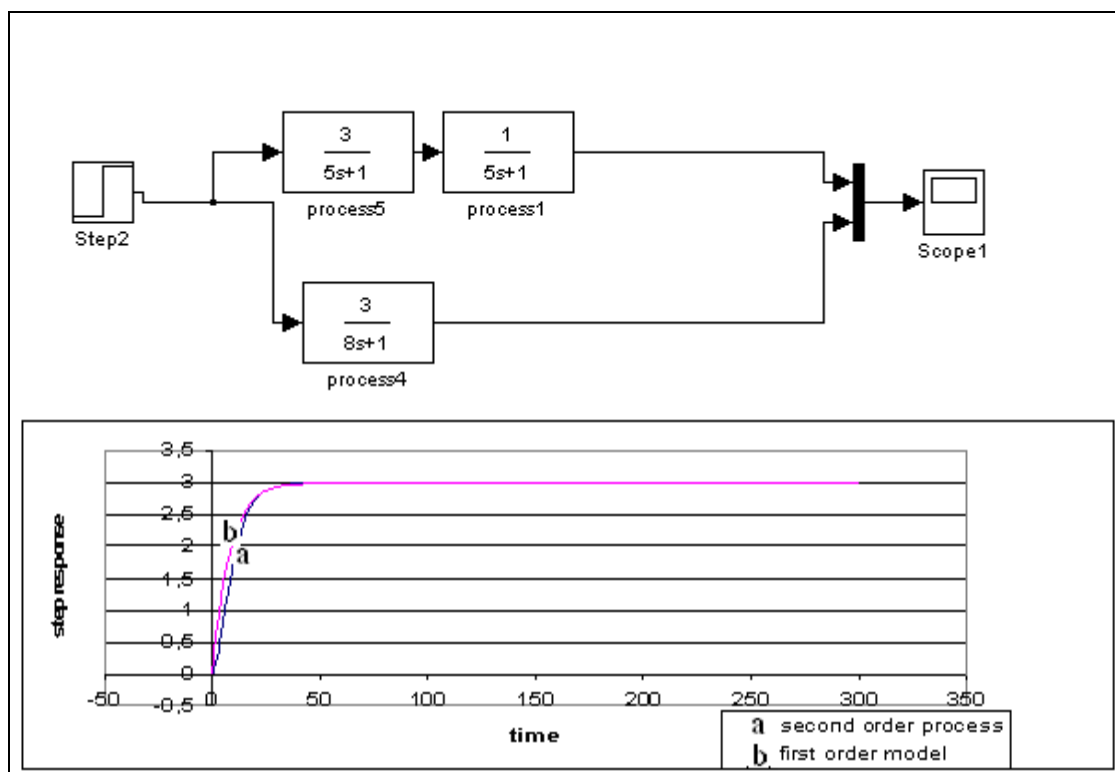 3
5s+1
process5
1
5s+1
process1
Step2
Scope1
3
8s+1
process4
3,5
3
2,5
2
1,5
1
0,5
0
-0,5
step response
b
a
-50 0 50 100 150 200 250 300 350
time
a second order process
b first order model